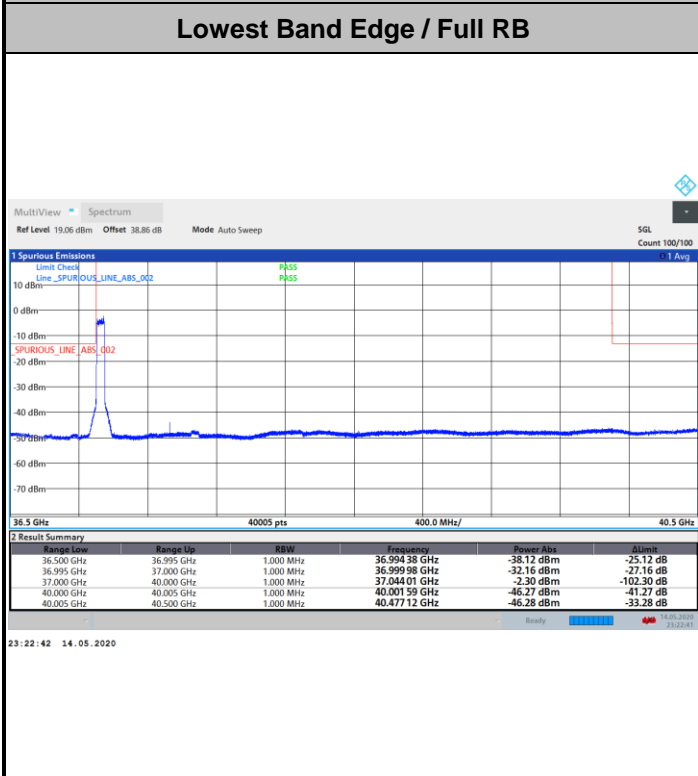 Lowest Band Edge / Full RB
MultiView Spectrum
Ref Level 19.06 dBm Offset 38.86 dB Mode Auto Sweep SGL
Count 100/100
1 Spurious Emissions 1 Avg
Limit Check PASS
Line _SPURIOUS_LINE_ABS_002 PASS
10 dBm
0 dBm
-10 dBm
_SPURIOUS_LINE_ABS_002
-20 dBm
-30 dBm
-40 dBm
-50 dBm
-60 dBm
-70 dBm
36.5 GHz 40005 pts 400.0 MHz/ 40.5 GHz
2 Result Summary
Range Low Range Up RBW Frequency Power Abs ΔLimit
36.500 GHz 36.995 GHz 1.000 MHz 36.994 38 GHz -38.12 dBm -25.12 dB
36.995 GHz 37.000 GHz 1.000 MHz 36.999 98 GHz -32.16 dBm -27.16 dB
37.000 GHz 40.000 GHz 1.000 MHz 37.044 01 GHz -2.30 dBm -102.30 dB
40.000 GHz 40.005 GHz 1.000 MHz 40.001 59 GHz -46.27 dBm -41.27 dB
40.005 GHz 40.500 GHz 1.000 MHz 40.477 12 GHz -46.28 dBm -33.28 dB
Ready 14.05.2020
23:22:41
23:22:42 14.05.2020